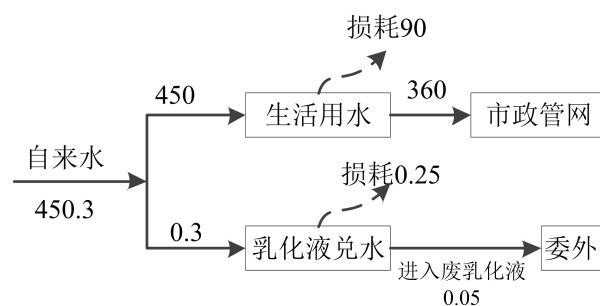 损耗90
450
生活用水
360
市政管网
自来水
450.3
损耗0.25
0.3
乳化液兑水
进入废乳化液
0.05
委外